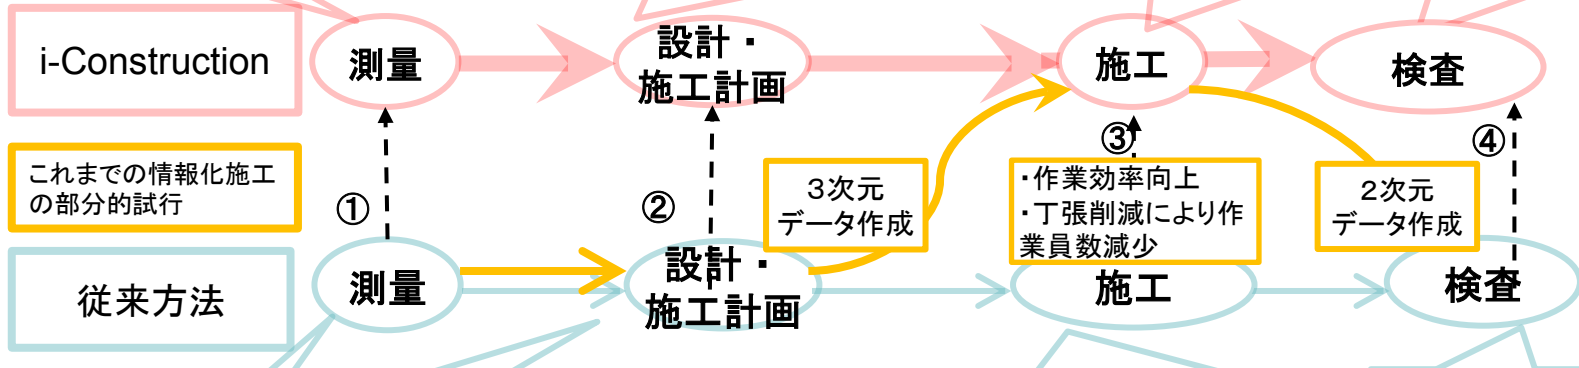 i-Construction
測量
設計・
施工計画
施工
検査
これまでの情報化施工
の部分的試行
①
②
３次元
データ作成
③
・作業効率向上
・丁張削減により作
業員数減少
２次元
データ作成
④
従来方法
測量
設計・
施工計画
施工
検査